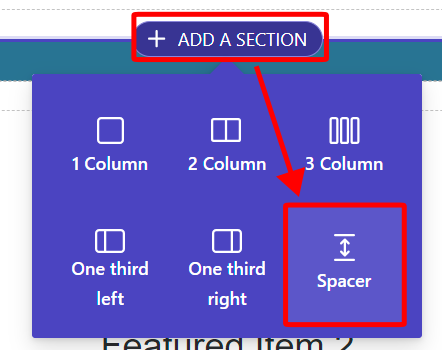 ADD A SECTION
1 Column
2 Column
3 Column
One third
left
One third
right
Spacer
Featured Item 2